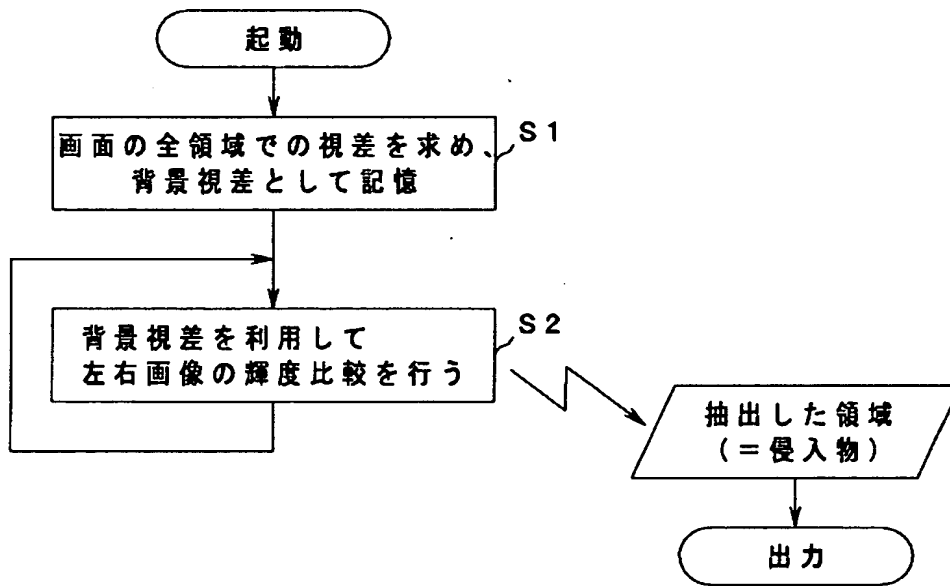 起動
画面の全領域での視差を求め、
背景視差として記憶
S1
背景視差を利用して
左右画像の輝度比較を行う
S2
抽出した領域
(=侵入物)
出力